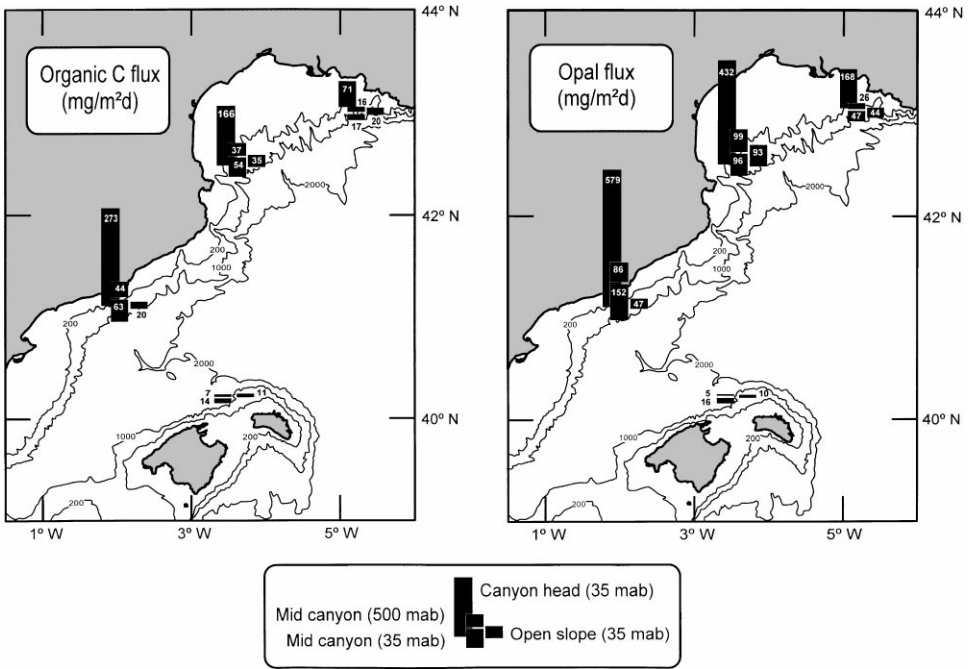 44º N
Organic C flux
(mg/m²d)
71
16
17
20
166
37
54
35
2000
42º N
273
200
1000
44
63
20
200
2000
7
14
11
40º N
1000
200
200
1º W
3º W
5º W
44º N
Opal flux
(mg/m²d)
432
168
26
47
44
99
96
93
2000
42º N
579
200
1000
86
152
47
200
2000
5
16
10
40º N
1000
200
200
1º W
3º W
5º W
Canyon head (35 mab)
Mid canyon (500 mab)
Mid canyon (35 mab)
Open slope (35 mab)